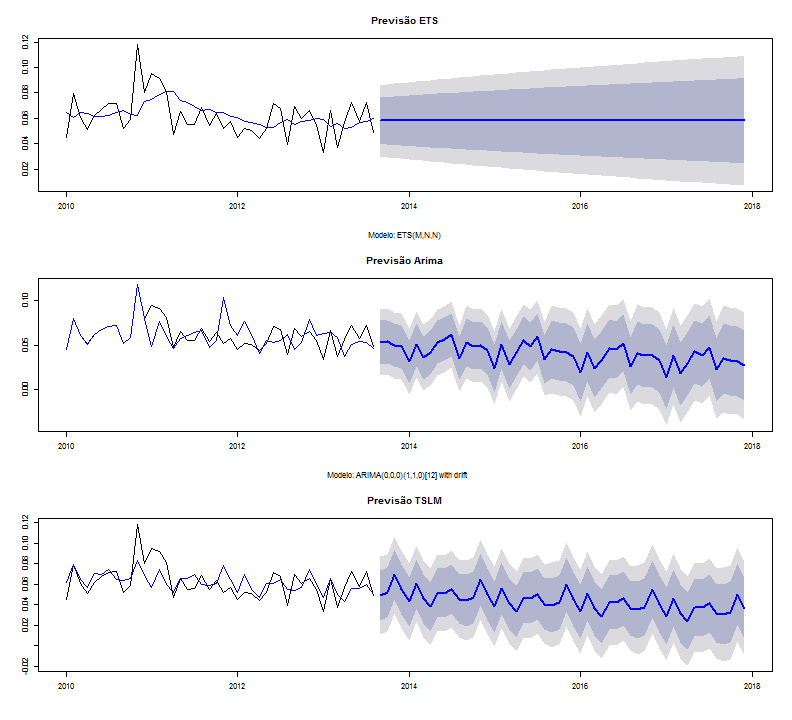 Previsão ETS
0.12
0.10
0.08
0.06
0.04
0.02
2010 2012 2014 2016 2018
Modelo: ETS(M,N,N)
Previsão Arima
0.10
0.05
0.00
2010 2012 2014 2016 2018
Modelo: ARIMA(0,0,0)(1,1,0)[12] with drift
Previsão TSLM
0.12
0.10
0.08
0.06
0.04
0.02
-0.02
2010 2012 2014 2016 2018